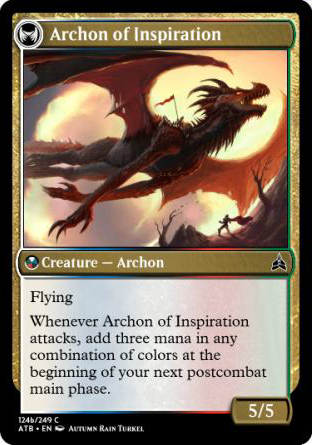 Archon of Inspiration
Creature — Archon
Flying
Whenever Archon of Inspiration
attacks, add three mana in any
combination of colors at the
beginning of your next postcombat
main phase.
5/5
124b/249 C
ATB • EN Autumn Rain Turkel